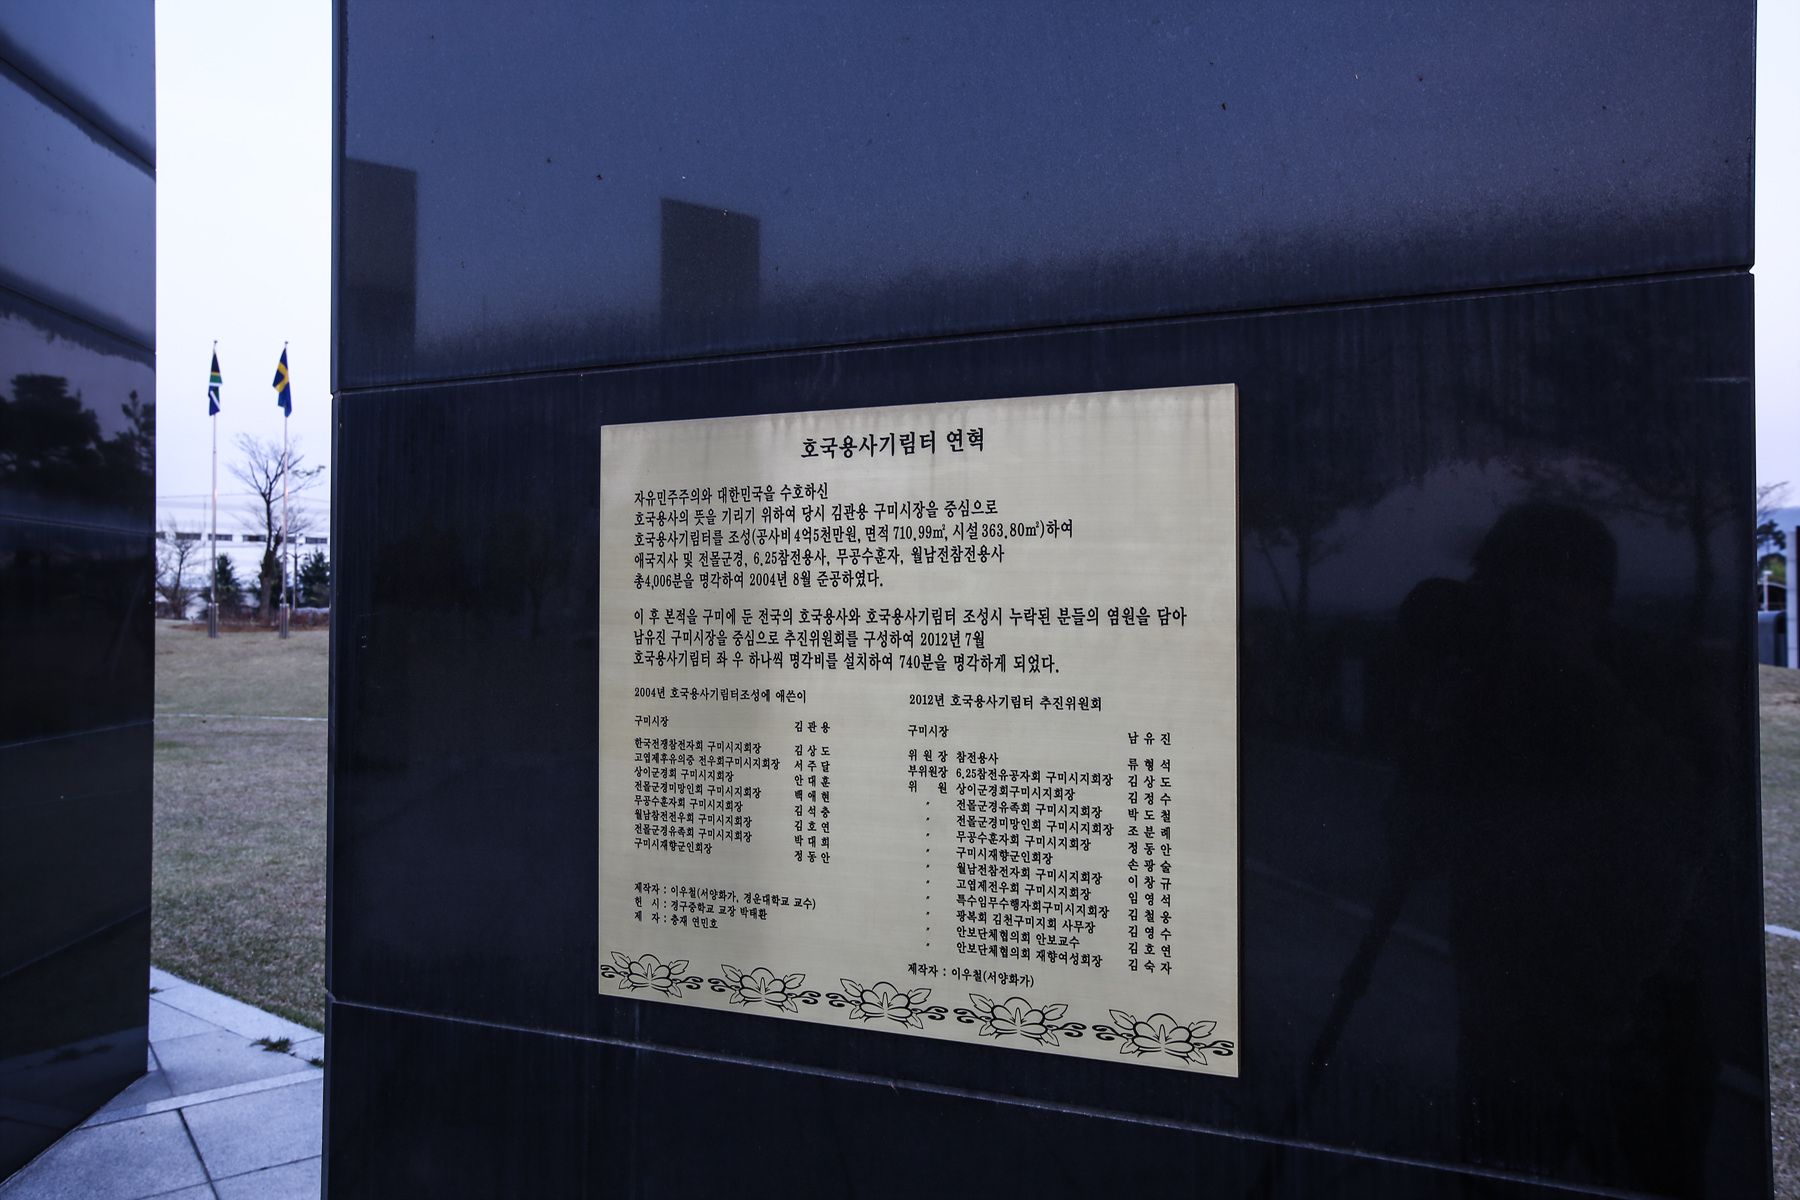 호국용사기림터 연혁
자유민주주의와 대한민국을 수호하신
호국용사의 뜻을 기리기 위하여 당시 김관용 구미시장을 중심으로
호국용사기림터를 조성(공사비 4억5천만원, 면적 710.99㎡, 시설 363.80㎡)하여
애국지사 및 전몰군경, 6.25참전용사, 무공수훈자, 월남전참전용사
총4,006분을 명각하여 2004년 8월 준공하였다.
이 후 본적을 구미에 둔 전국의 호국용사와 호국용사기림터 조성시 누락된 분들의 염원을 담아
남유진 구미시장을 중심으로 추진위원회를 구성하여 2012년 7월
호국용사기림터 좌 우 하나씩 명각비를 설치하여 740분을 명각하게 되었다.
2004년 호국용사기림터조성에 애쓴이
구미시장 김 관 용
한국전쟁참전자회 구미시지회장 김 상 도
고엽제후유의증 전우회구미시지회장 서 주 달
상이군경회 구미시지회장 안 대 훈
전몰군경미망인회 구미시지회장 백 애 현
무공수훈자회 구미시지회장 김 석 충
월남참전전우회 구미시지회장 김 호 연
전몰군경유족회 구미시지회장 박 대 희
구미시재향군인회장 정 동 안
제작자 : 이우철(서양화가, 경운대학교 교수)
헌 시 : 경구중학교 교장 박태환
제 자 : 충재 연민호
2012년 호국용사기림터 추진위원회
구미시장 남 유 진
위 원 장 참전용사 류 형 석
부위원장 6.25참전유공자회 구미시지회장 김 상 도
위 원 상이군경회구미시지회장 김 정 수
〃 전몰군경유족회 구미시지회장 박 도 철
〃 전몰군경미망인회 구미시지회장 조 분 례
〃 무공수훈자회 구미시지회장 정 동 안
〃 구미시재향군인회장 손 광 술
〃 월남전참전자회 구미시지회장 이 창 규
〃 고엽제전우회 구미시지회장 임 영 석
〃 특수임무수행자회구미시지회장 김 철 웅
〃 광복회 김천구미지회 사무장 김 영 수
〃 안보단체협의회 안보교수 김 호 연
〃 안보단체협의회 재향여성회장 김 숙 자
제작자 : 이우철(서양화가)